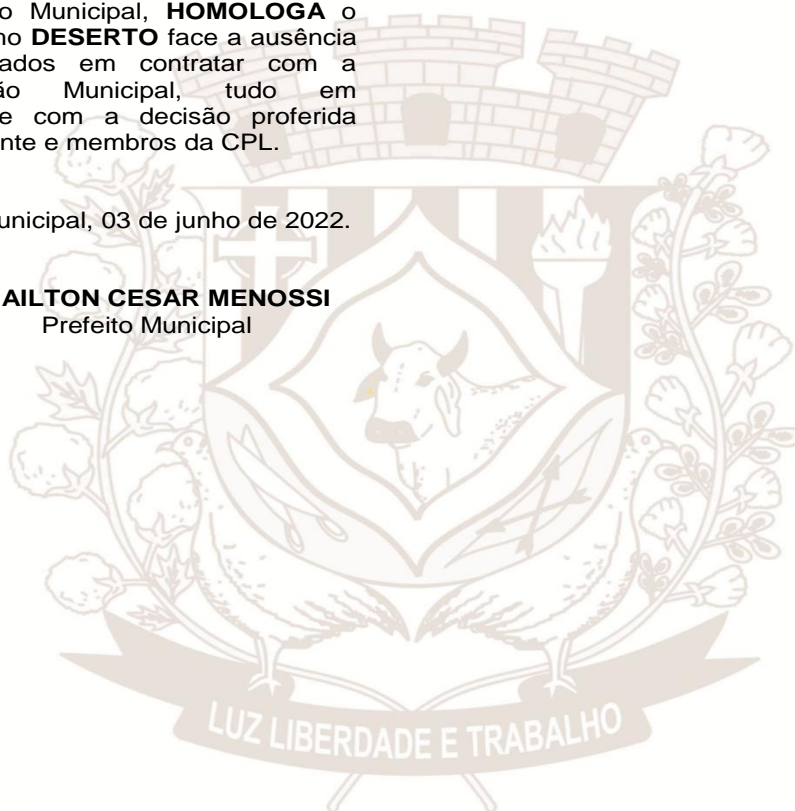 o Municipal, HOMOLOGA o
no DESERTO face a ausência
ados em contratar com a
ão Municipal, tudo em
e com a decisão proferida
nte e membros da CPL.
unicipal, 03 de junho de 2022.
AILTON CESAR MENOSSI
Prefeito Municipal
LUZ LIBERDADE E TRABALHO